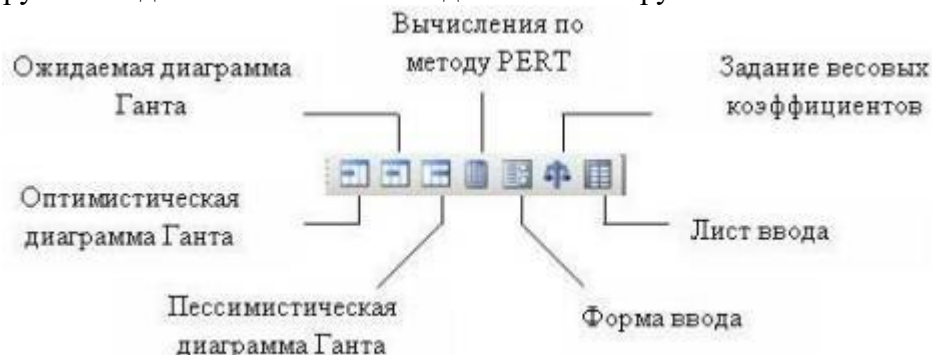 Вычисления по
методу PERT
Ожидаемая диаграмма
Ганта
Задание весовых
коэффициентов
Оптимистическая
диаграмма Ганта
Лист ввода
Пессимистическая
диаграмма Ганта
Форма ввода